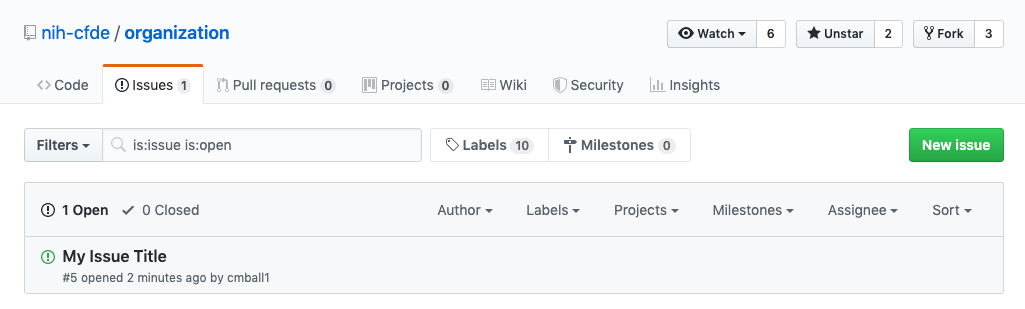 nih-cfde / organization
Watch 6 Unstar 2 Fork 3
Code Issues 1 Pull requests 0 Projects 0 Wiki Security Insights
Filters is:issue is:open Labels 10 Milestones 0 New issue
1 Open 0 Closed Author Labels Projects Milestones Assignee Sort
My Issue Title
#5 opened 2 minutes ago by cmball1